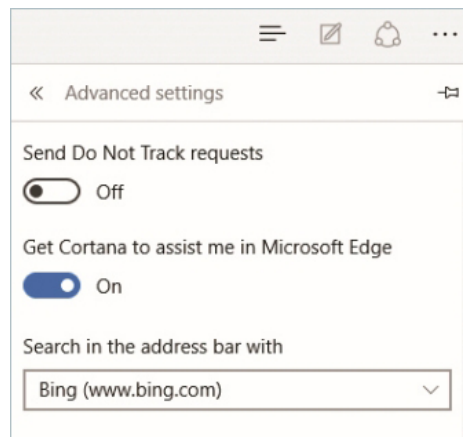 Advanced settings
Send Do Not Track requests
Off
Get Cortana to assist me in Microsoft Edge
On
Search in the address bar with
Bing (www.bing.com)